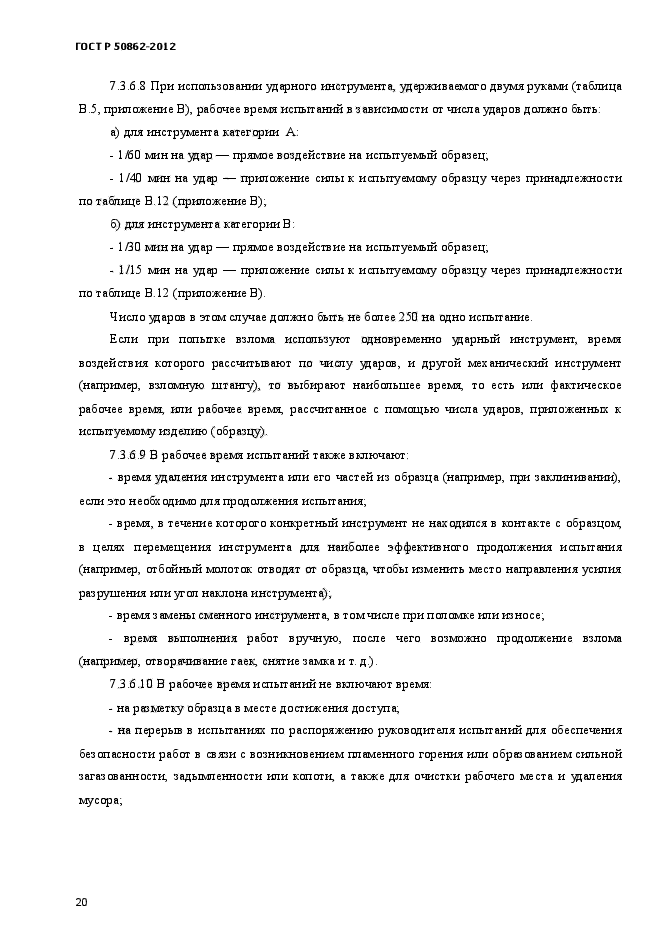 ГОСТ Р 50862-2012
7.3.6.8 При использовании ударного инструмента, удерживаемого двумя руками (таблица
В.5, приложение В), рабочее время испытаний в зависимости от числа ударов должно быть:
а) для инструмента категории А:
- 1/60 мин на удар — прямое воздействие на испытуемый образец;
- 1/40 мин на удар — приложение силы к испытуемому образцу через принадлежности
по таблице В.12 (приложение В);
б) для инструмента категории В:
- 1/30 мин на удар — прямое воздействие на испытуемый образец;
- 1/15 мин на удар — приложение силы к испытуемому образцу через принадлежности
по таблице В.12 (приложение В).
Число ударов в этом случае должно быть не более 250 на одно испытание.
Если при попытке взлома используют одновременно ударный инструмент, время
воздействия которого рассчитывают по числу ударов, и другой механический инструмент
(например, взломную штангу), то выбирают наибольшее время, то есть или фактическое
рабочее время, или рабочее время, рассчитанное с помощью числа ударов, приложенных к
испытуемому изделию (образцу).
7.3.6.9 В рабочее время испытаний также включают:
- время удаления инструмента или его частей из образца (например, при заклинивании),
если это необходимо для продолжения испытания;
- время, в течение которого конкретный инструмент не находился в контакте с образцом,
в целях перемещения инструмента для наиболее эффективного продолжения испытания
(например, отбойный молоток отводят от образца, чтобы изменить место направления усилия
разрушения или угол наклона инструмента);
- время замены сменного инструмента, в том числе при поломке или износе;
- время выполнения работ вручную, после чего возможно продолжение взлома
(например, отворачивание гаек, снятие замка и т. д.).
7.3.6.10 В рабочее время испытаний не включают время:
- на разметку образца в месте достижения доступа;
- на перерыв в испытаниях по распоряжению руководителя испытаний для обеспечения
безопасности работ в связи с возникновением пламенного горения или образованием сильной
загазованности, задымленности или копоти, а также для очистки рабочего места и удаления
мусора;
20